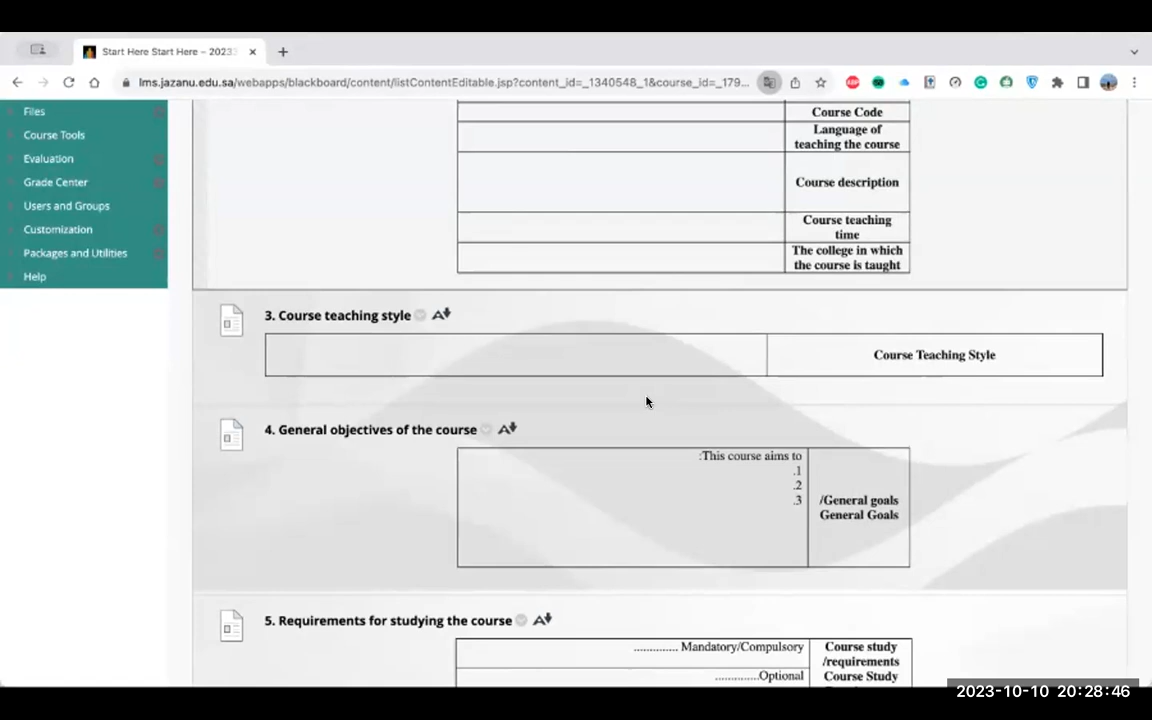 Start Here Start Here – 2023
lms.jazanu.edu.sa/webapps/blackboard/content/listContentEditable.jsp?content_id=_1340548_1&course_id=_179...
Files
Course Tools
Evaluation
Grade Center
Users and Groups
Customization
Packages and Utilities
Help
Course Code
Language of
teaching the course
Course description
Course teaching
time
The college in which
the course is taught
3. Course teaching style
Course Teaching Style
4. General objectives of the course
:This course aims to
.1
.2
.3
/General goals
General Goals
5. Requirements for studying the course
.............. Mandatory/Compulsory
..............Optional
Course study
/requirements
Course Study
2023-10-10 20:28:46